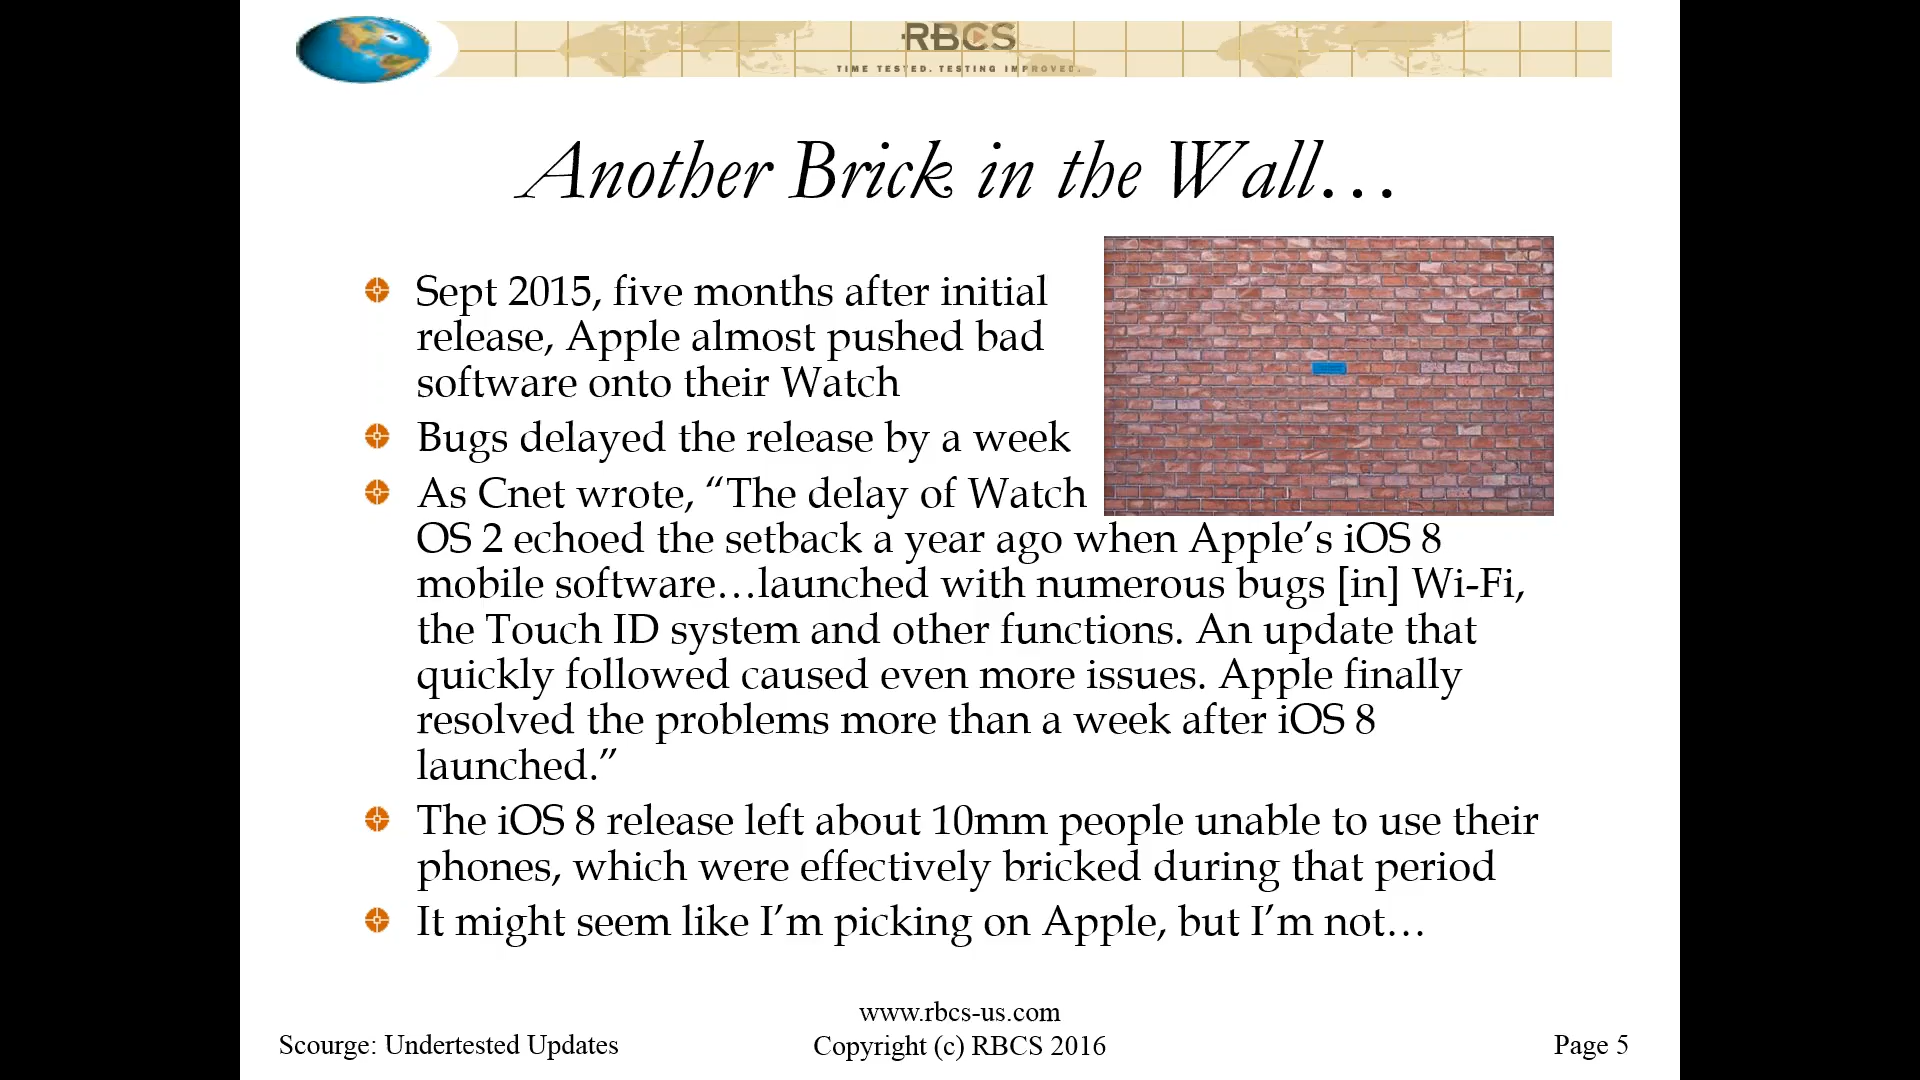 RBCS
TIME TESTED. TESTING IMPROVED.
Another Brick in the Wall…
Sept 2015, five months after initial
release, Apple almost pushed bad
software onto their Watch
Bugs delayed the release by a week
As Cnet wrote, “The delay of Watch
OS 2 echoed the setback a year ago when Apple’s iOS 8
mobile software…launched with numerous bugs [in] Wi-Fi,
the Touch ID system and other functions. An update that
quickly followed caused even more issues. Apple finally
resolved the problems more than a week after iOS 8
launched.”
The iOS 8 release left about 10mm people unable to use their
phones, which were effectively bricked during that period
It might seem like I’m picking on Apple, but I’m not…
www.rbcs-us.com
Scourge: Undertested Updates
Copyright (c) RBCS 2016
Page 5